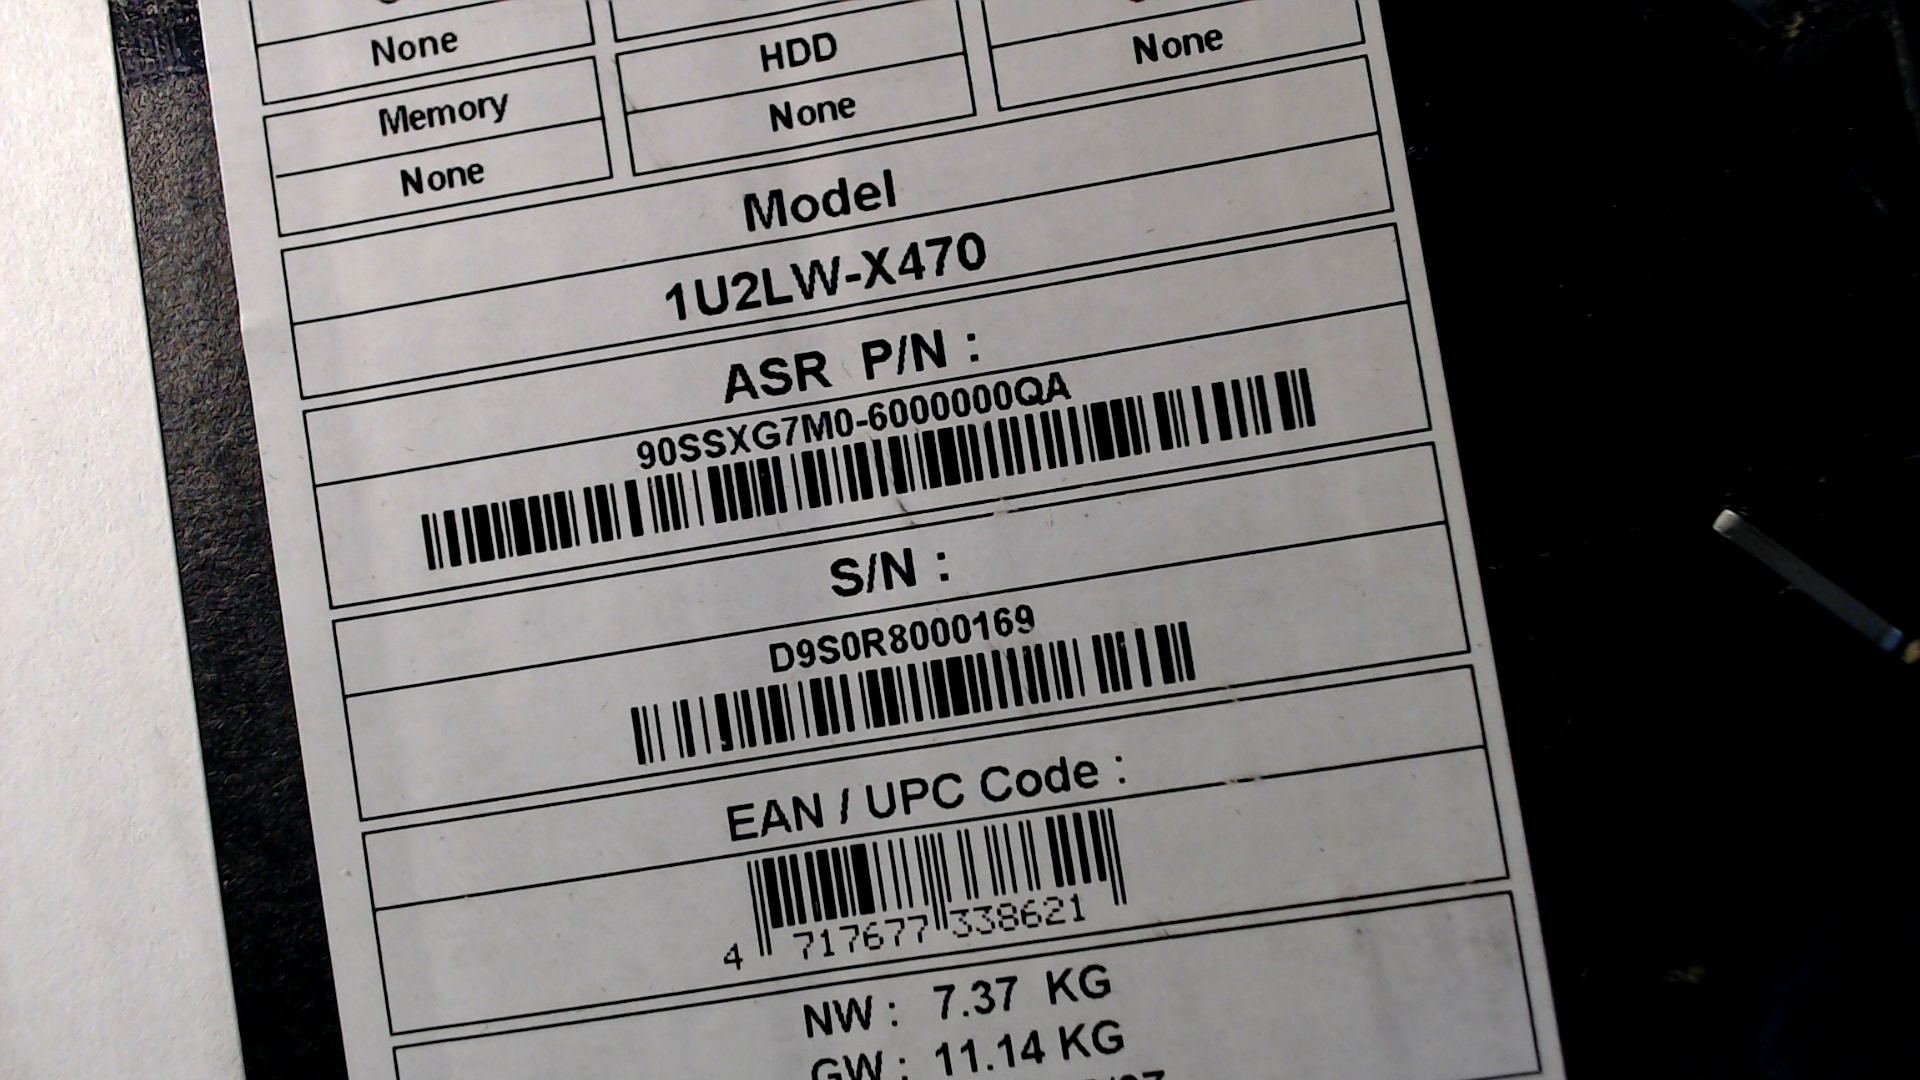 None
HDD
None
Memory
None
None
Model
1U2LW-X470
ASR P/N :
90SSXG7M0-6000000QA
S/N :
D9S0R8000169
EAN / UPC Code :
4 717677 338621
NW : 7.37 KG
GW : 11.14 KG